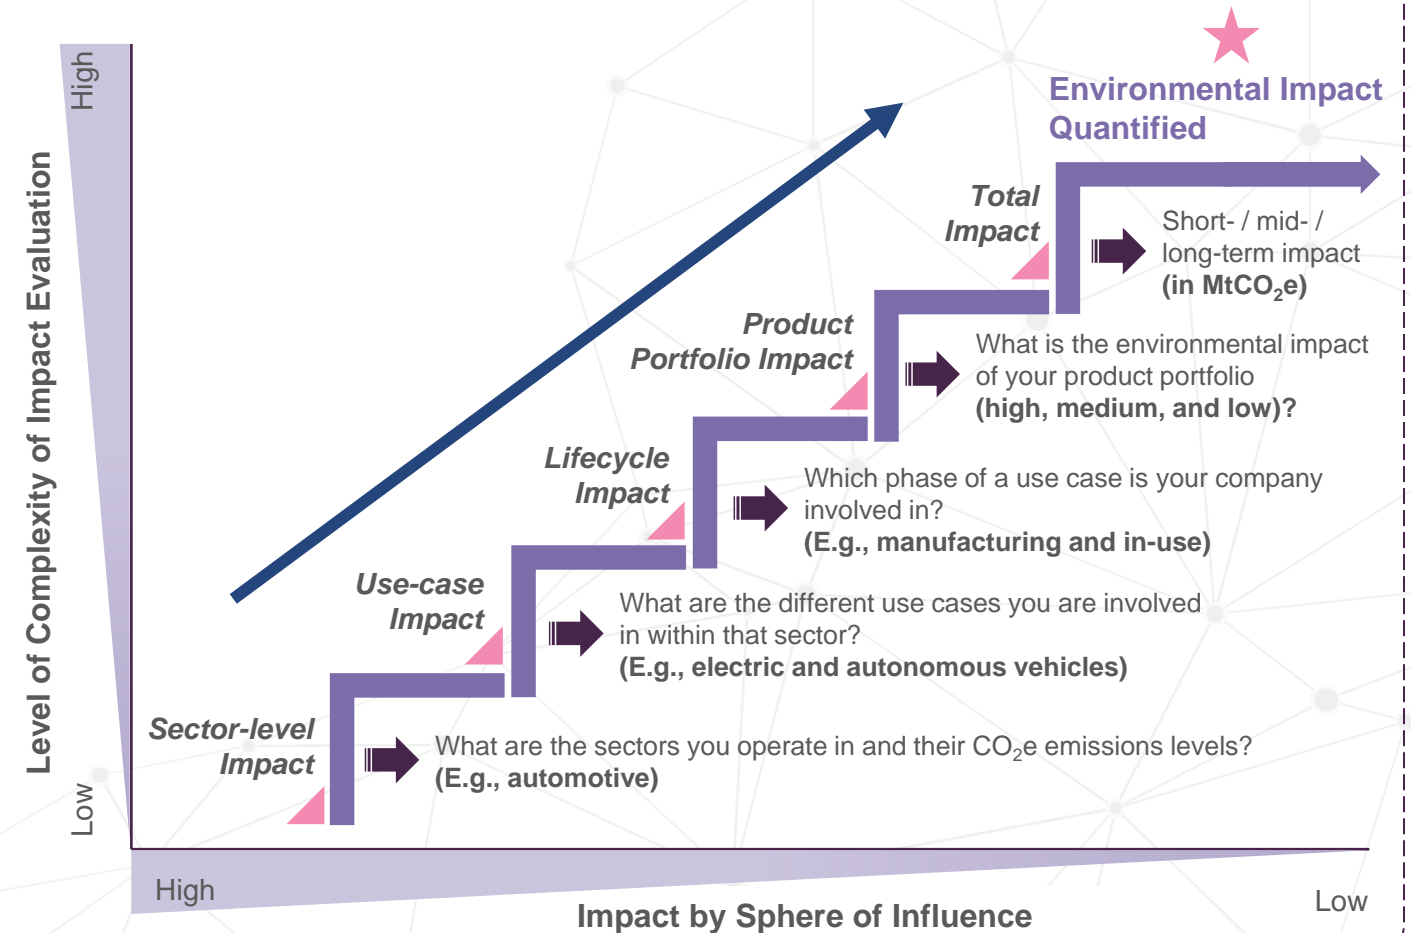 High
Level of Complexity of Impact Evaluation
Low
Environmental Impact
Quantified
Total
Impact
Short- / mid- /
long-term impact
(in MtCO₂e)
Product
Portfolio Impact
What is the environmental impact
of your product portfolio
(high, medium, and low)?
Lifecycle
Impact
Which phase of a use case is your company
involved in?
(E.g., manufacturing and in-use)
Use-case
Impact
What are the different use cases you are involved
in within that sector?
(E.g., electric and autonomous vehicles)
Sector-level
Impact
What are the sectors you operate in and their CO₂e emissions levels?
(E.g., automotive)
High
Low
Impact by Sphere of Influence